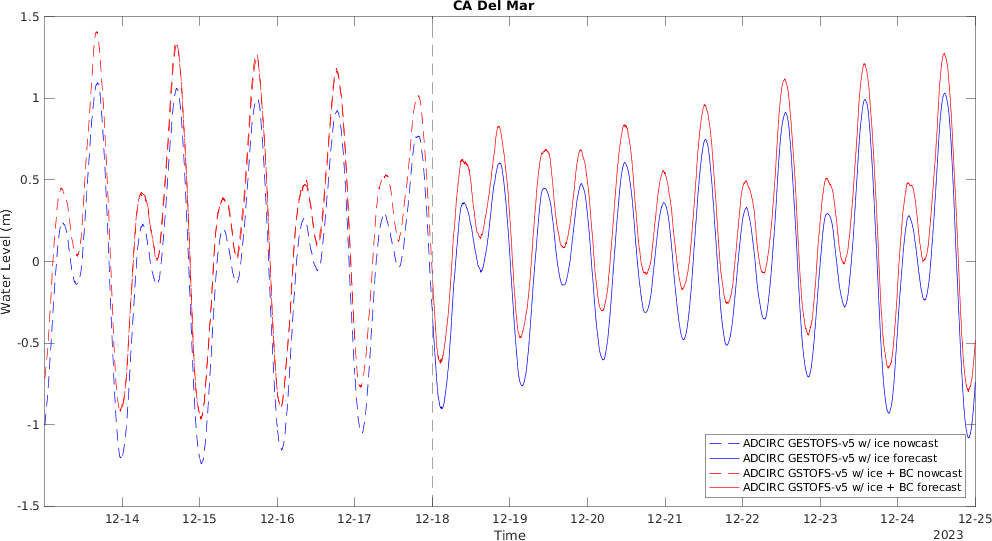 CA Del Mar
1.5
1
0.5
0
-0.5
-1
-1.5
Water Level (m)
12-14 12-15 12-16 12-17 12-18 12-19 12-20 12-21 12-22 12-23 12-24 12-25
Time
2023
ADCIRC GESTOFS-v5 w/ ice nowcast
ADCIRC GESTOFS-v5 w/ ice forecast
ADCIRC GSTOFS-v5 w/ ice + BC nowcast
ADCIRC GSTOFS-v5 w/ ice + BC forecast